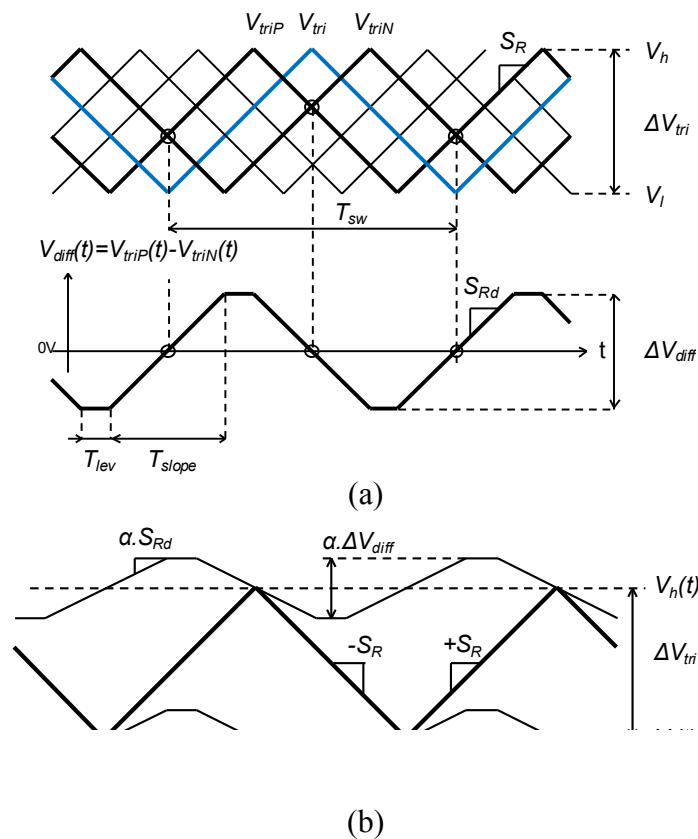 V_triP V_tri V_triN
S_R
V_h
ΔV_tri
V_l
T_sw
V_diff(t)=V_triP(t)-V_triN(t)
S_Rd
0V
t
ΔV_diff
T_lev T_slope
(a)
α.S_Rd α.ΔV_diff
V_h(t)
-S_R +S_R ΔV_tri
(b)